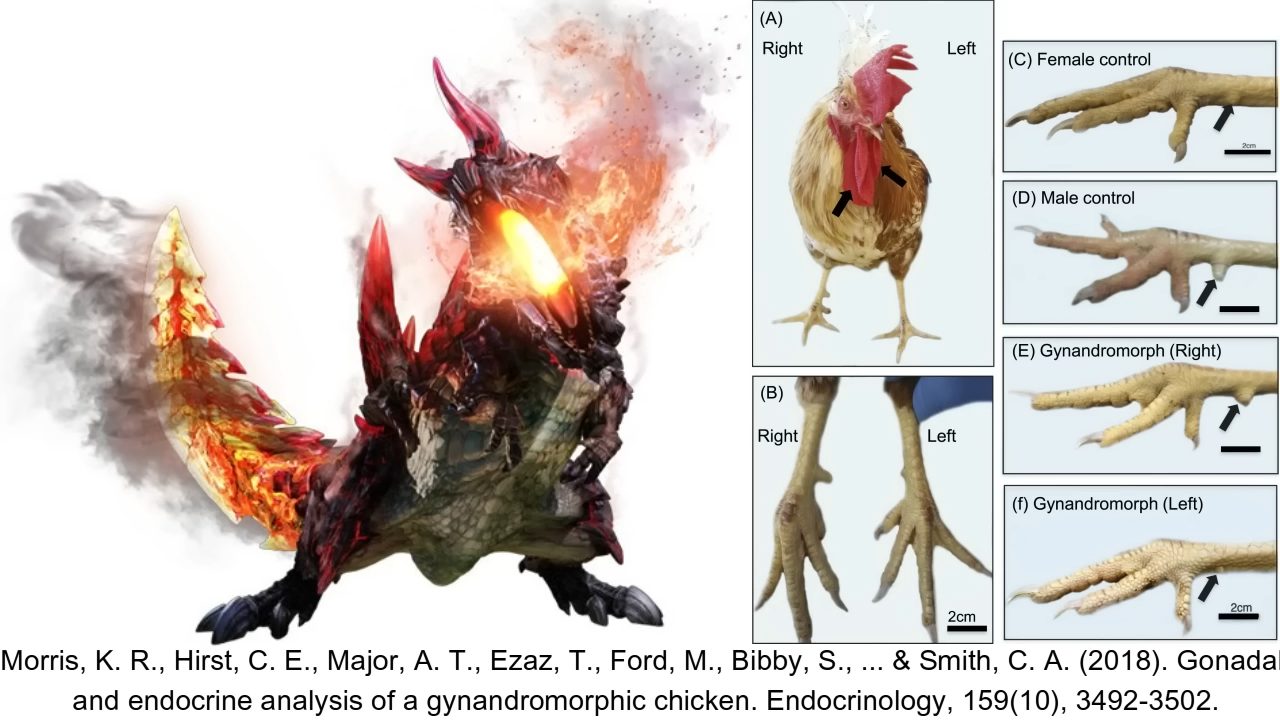 (A)
Right
Left
(B)
Right
Left
2cm
(C) Female control
2cm
(D) Male control
(E) Gynandromorph (Right)
(f) Gynandromorph (Left)
2cm
Morris, K. R., Hirst, C. E., Major, A. T., Ezaz, T., Ford, M., Bibby, S., ... & Smith, C. A. (2018). Gonadal
and endocrine analysis of a gynandromorphic chicken. Endocrinology, 159(10), 3492-3502.